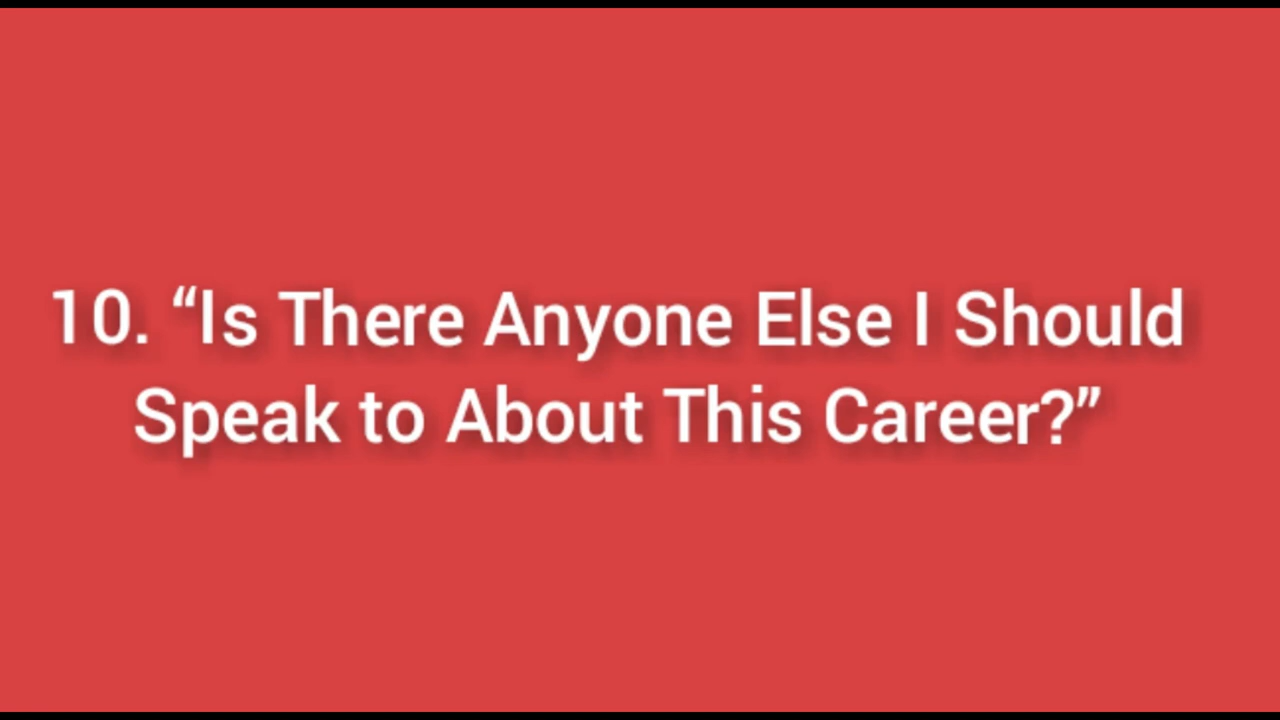 10. “Is There Anyone Else I Should
Speak to About This Career?”